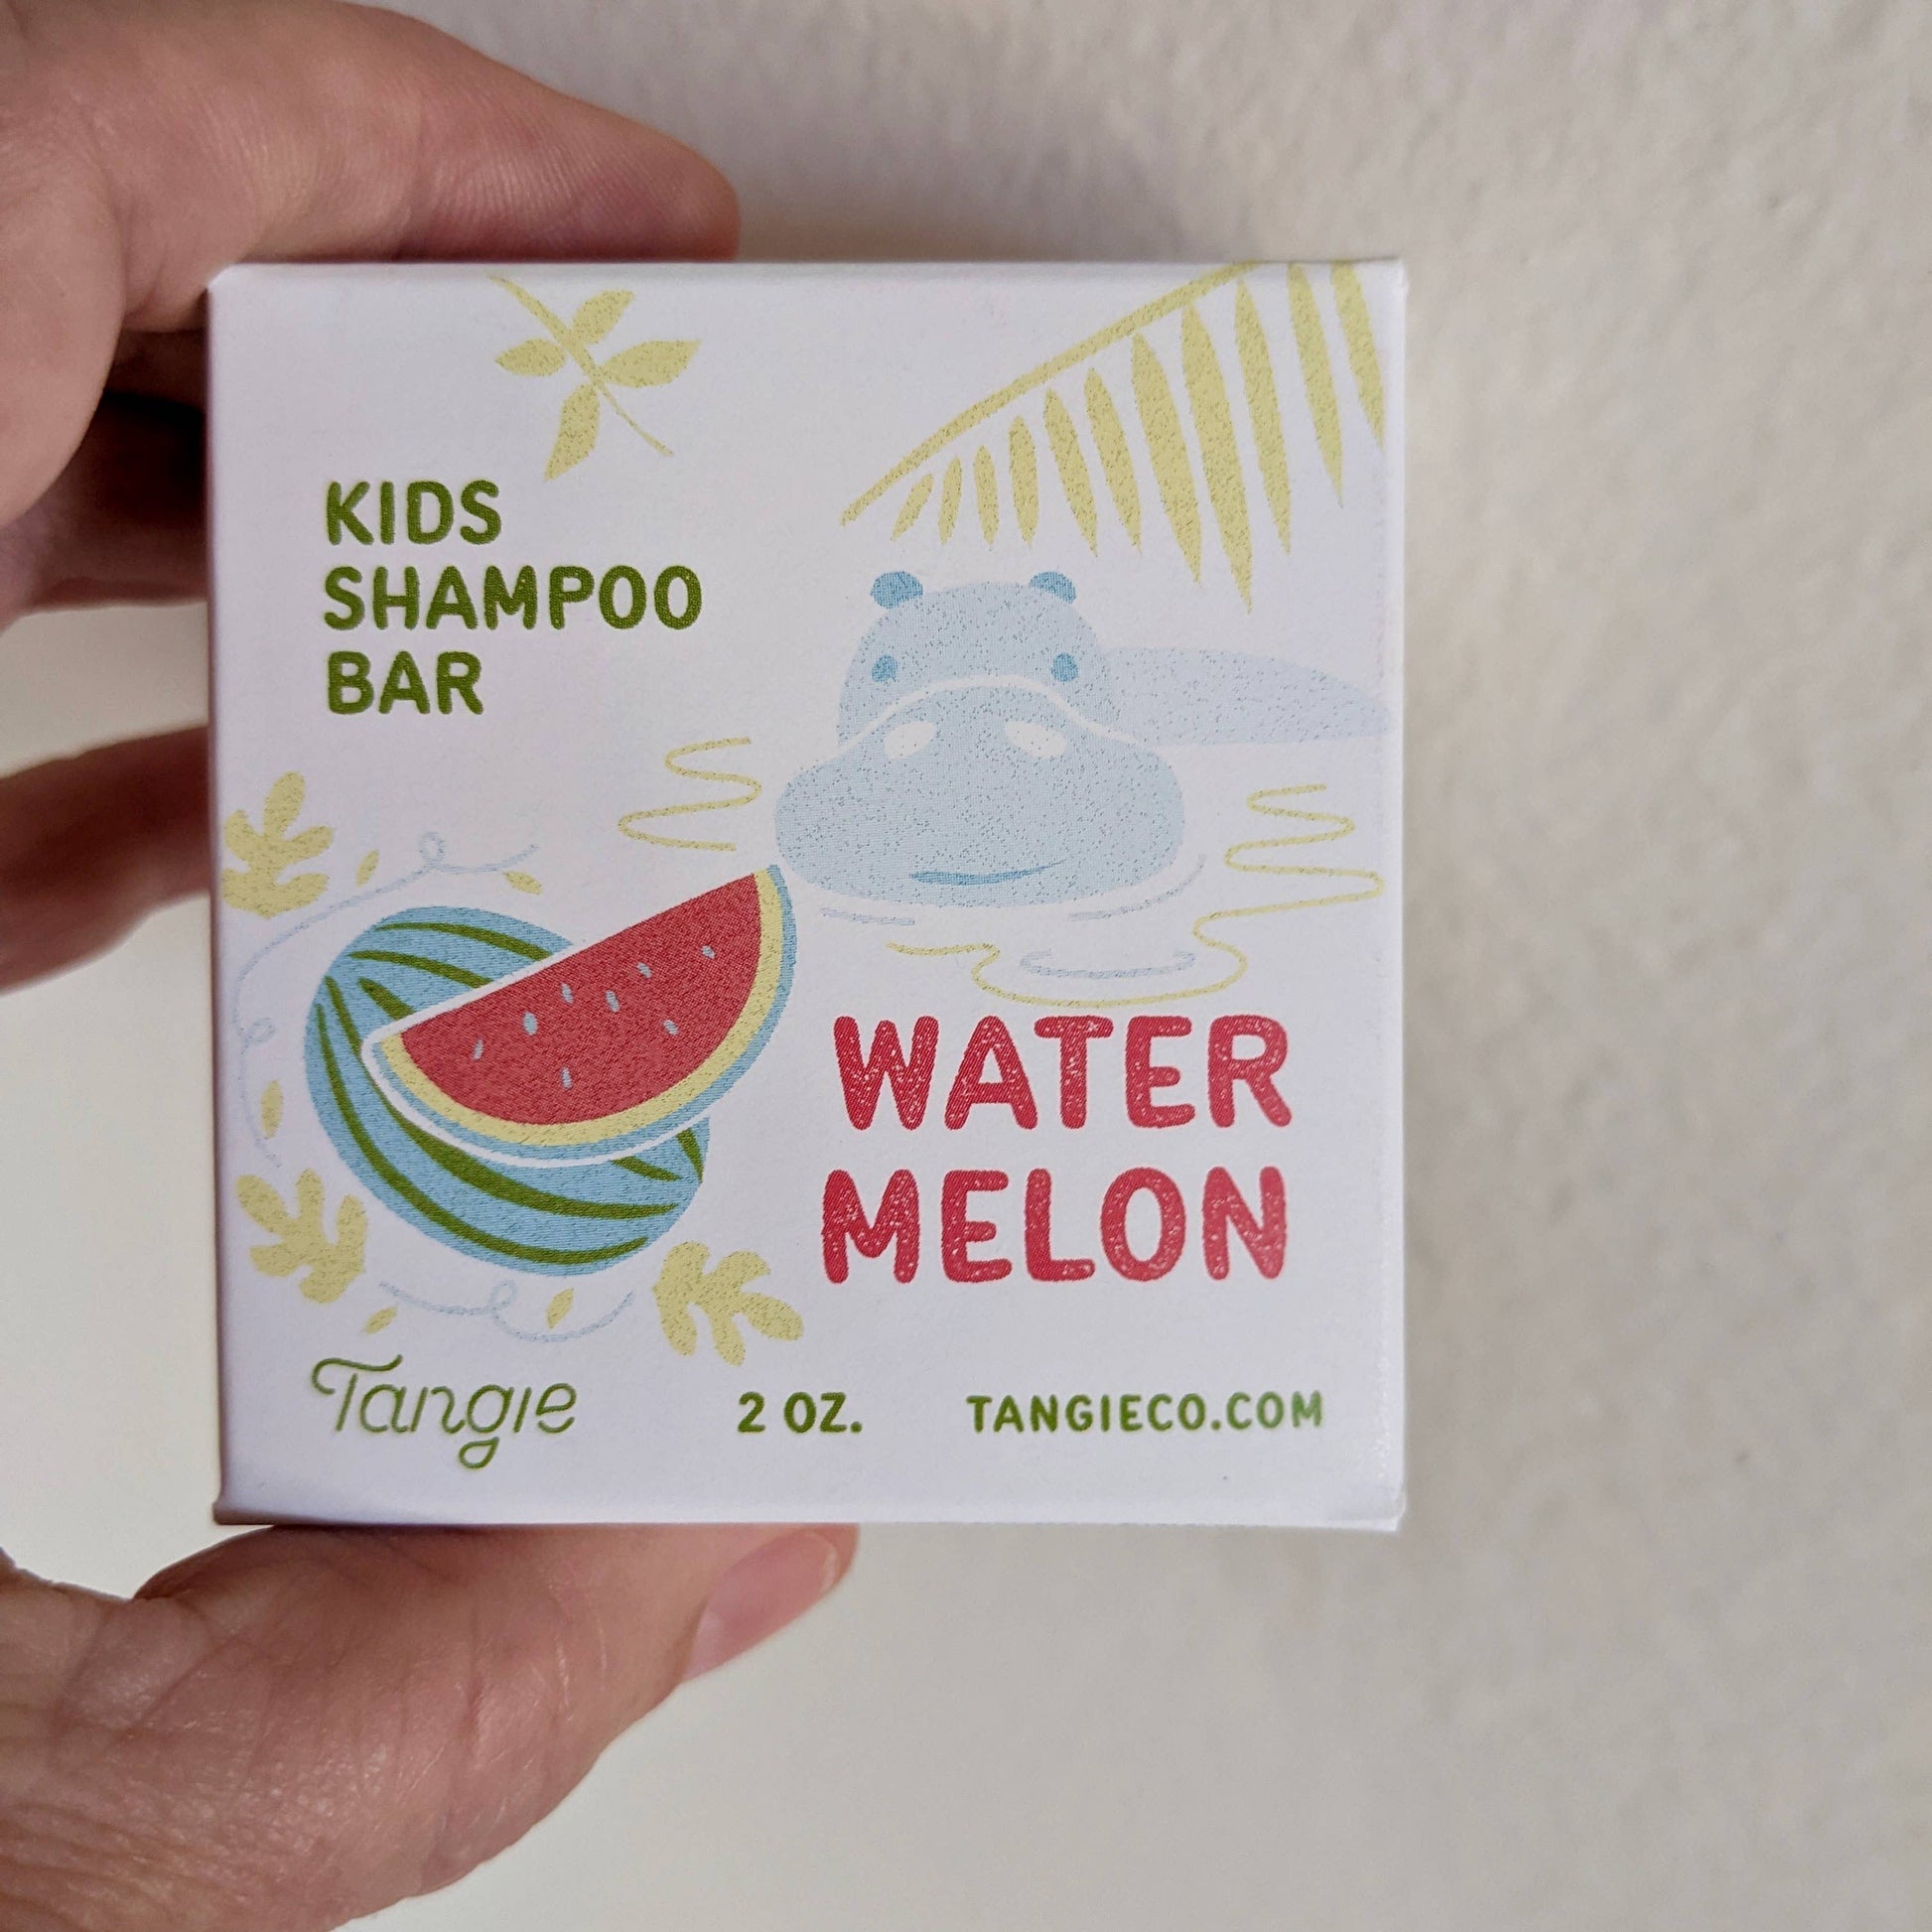 KIDS
SHAMPOO
BAR
WATER
MELON
Tangie 2 OZ. TANGIECO.COM